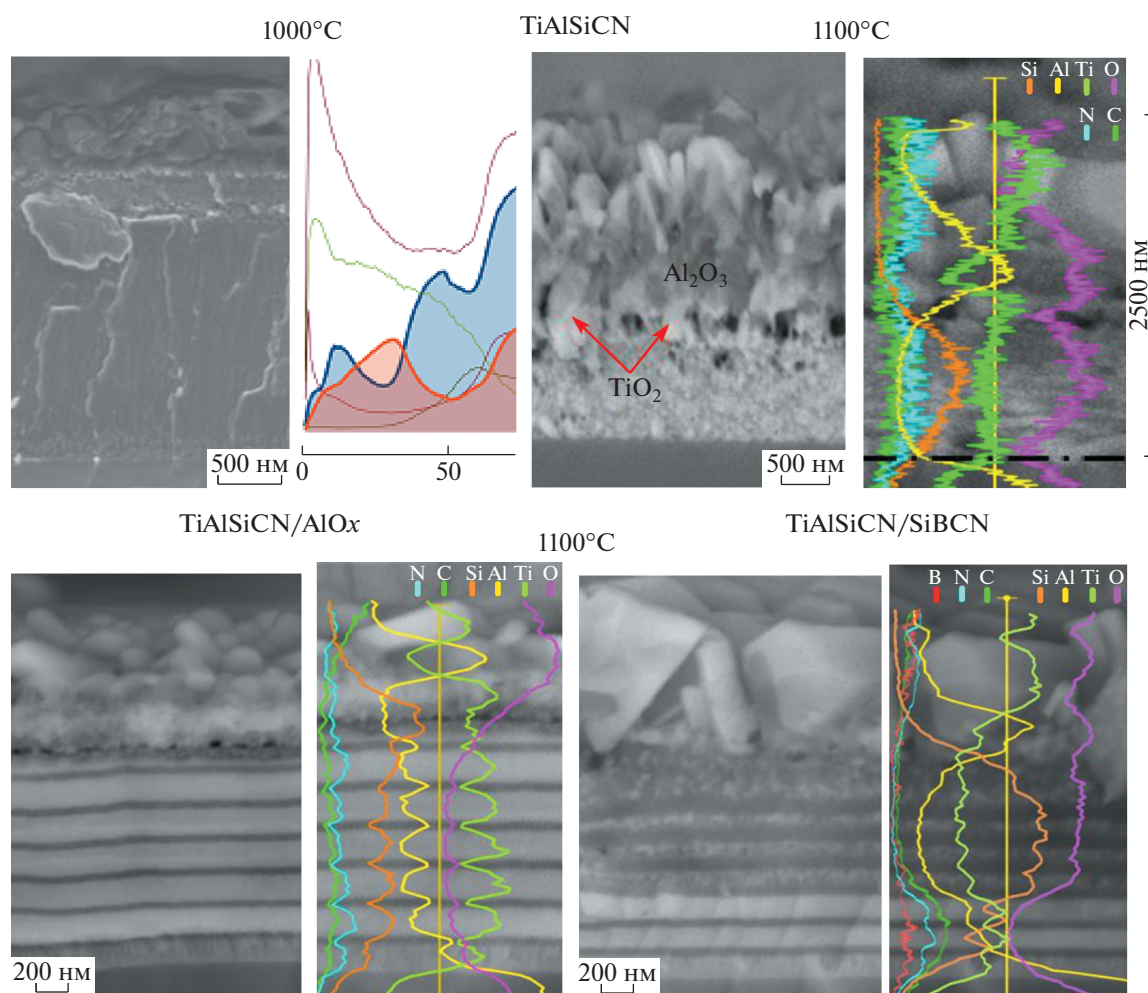 1000°C
TiAlSiCN
1100°C
Si Al Ti O
N C
Al₂O₃
TiO₂
500 нм
0
50
500 нм
2500 нм
TiAlSiCN/AlOx
TiAlSiCN/SiBCN
1100°C
N C Si Al Ti O
B N C Si Al Ti O
200 нм
200 нм